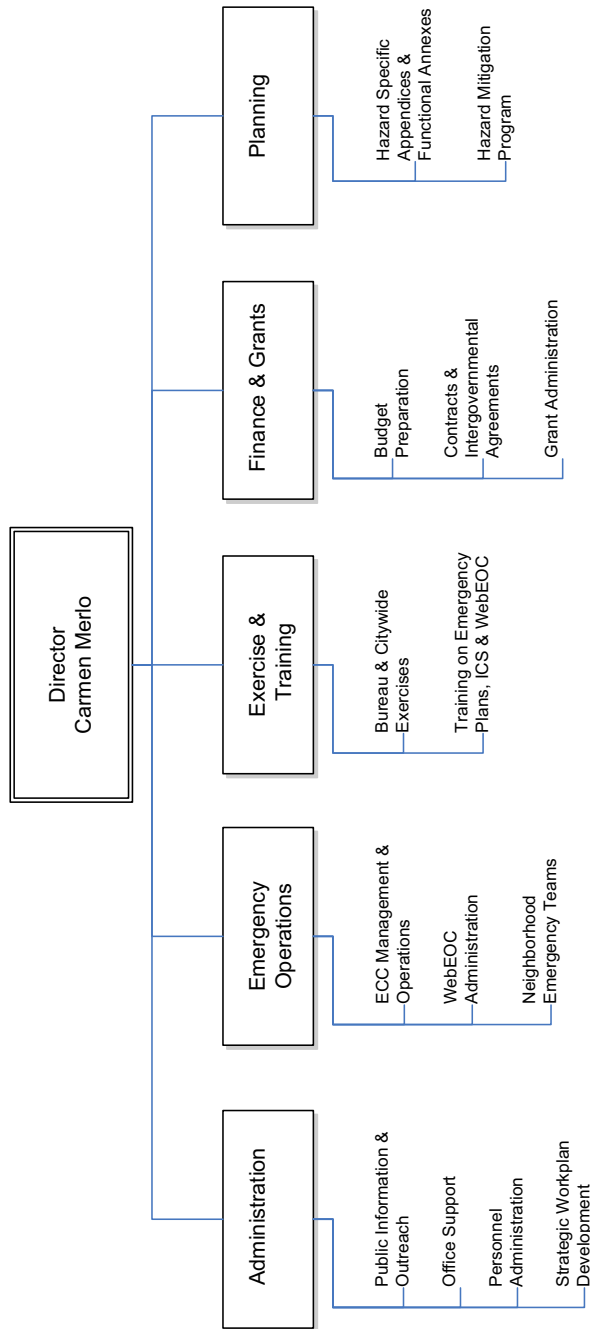 Director
Carmen Merlo
Administration
Public Information &
Outreach
Office Support
Personnel
Administration
Strategic Workplan
Development
Emergency
Operations
ECC Management &
Operations
WebEOC
Administration
Neighborhood
Emergency Teams
Exercise &
Training
Bureau & Citywide
Exercises
Training on Emergency
Plans, ICS & WebEOC
Finance & Grants
Budget
Preparation
Contracts &
Intergovernmental
Agreements
Grant Administration
Planning
Hazard Specific
Appendices &
Functional Annexes
Hazard Mitigation
Program